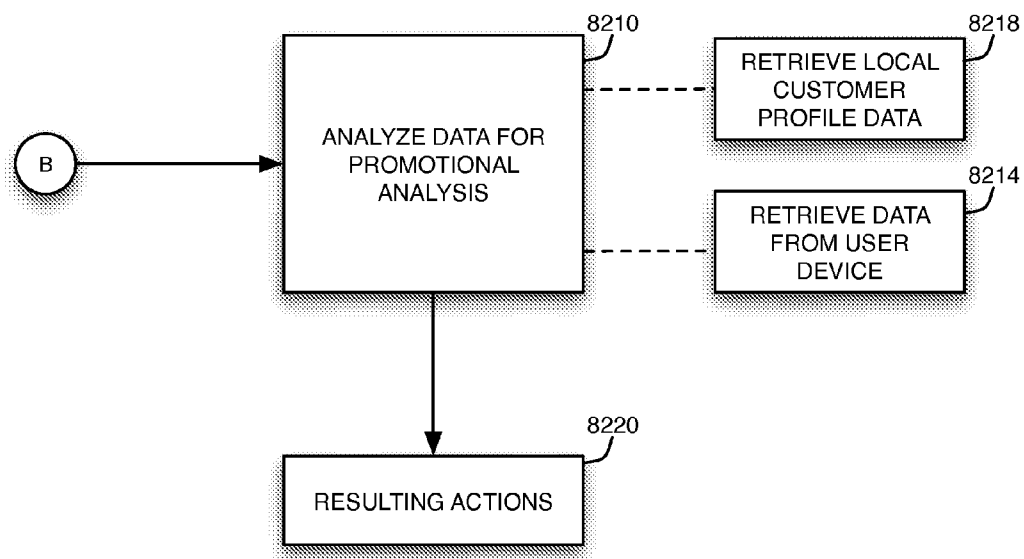 8210
8218
RETRIEVE LOCAL
CUSTOMER
PROFILE DATA
B
ANALYZE DATA FOR
PROMOTIONAL
ANALYSIS
8214
RETRIEVE DATA
FROM USER
DEVICE
8220
RESULTING ACTIONS